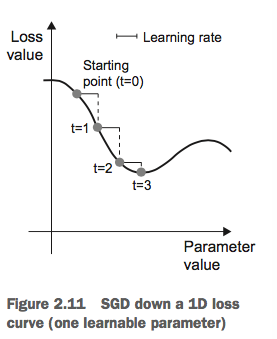 Loss
value
Learning rate
Starting
point (t=0)
t=1
t=2
t=3
Parameter
value
Figure 2.11 SGD down a 1D loss
curve (one learnable parameter)